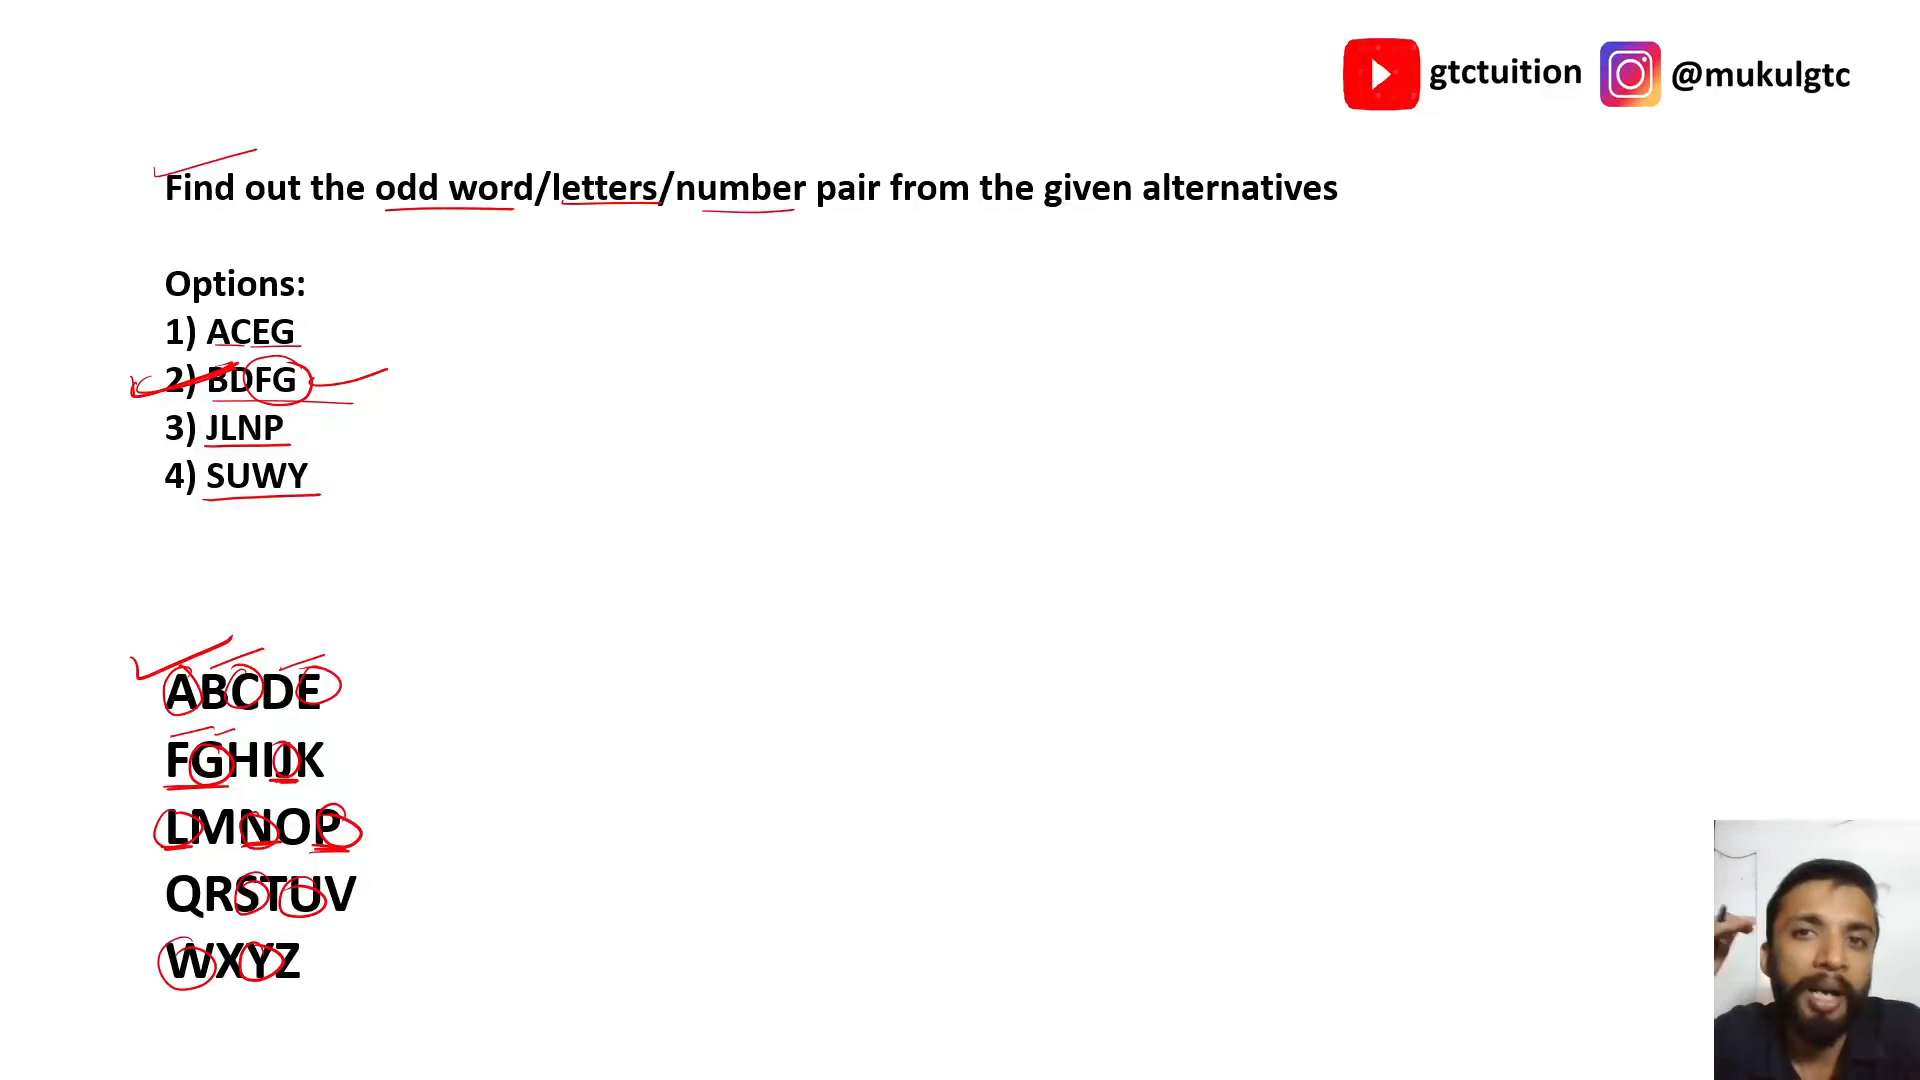 gtctuition @mukulgtc
Find out the odd word/letters/number pair from the given alternatives
Options:
1) ACEG
2) BDFG
3) JLNP
4) SUWY
ABCDE
FGHIJK
LMNOP
QRSTUV
WXYZ